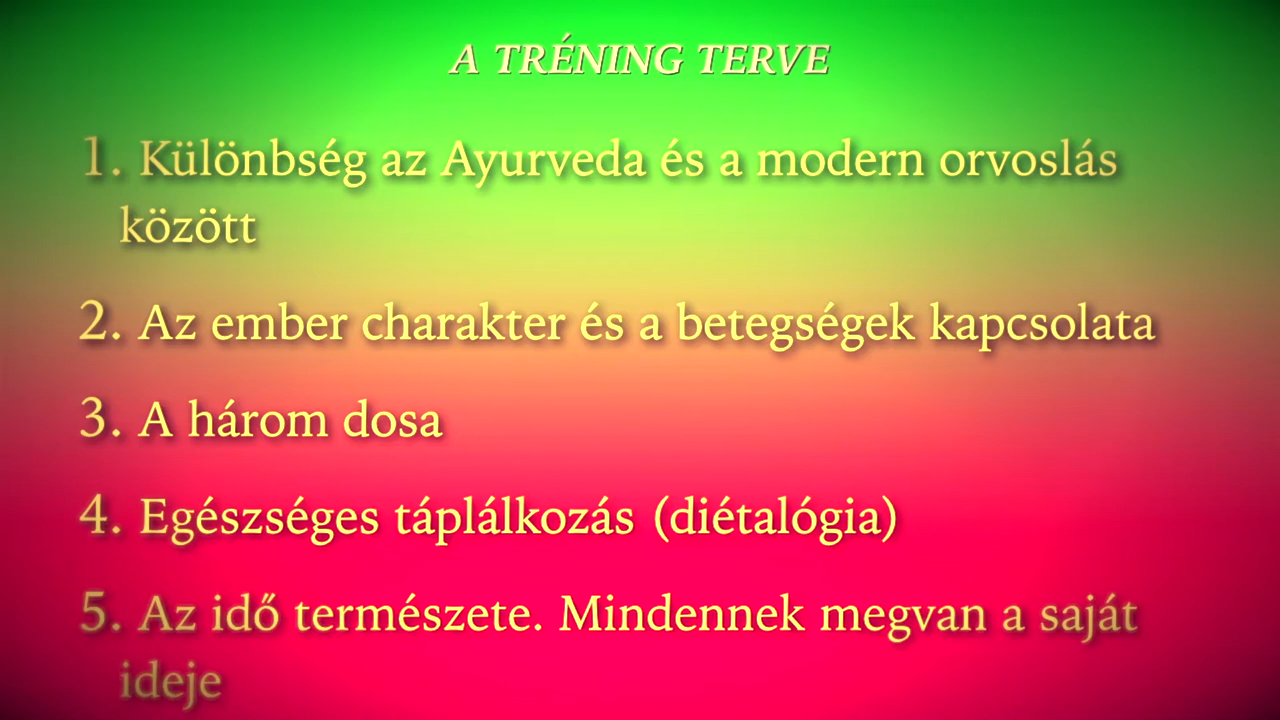 A TRÉNING TERVE
1. Különbség az Ayurveda és a modern orvoslás
között
2. Az ember charakter és a betegségek kapcsolata
3. A három dosa
4. Egészséges táplálkozás (diétalógia)
5. Az idő természete. Mindennek megvan a saját
ideje